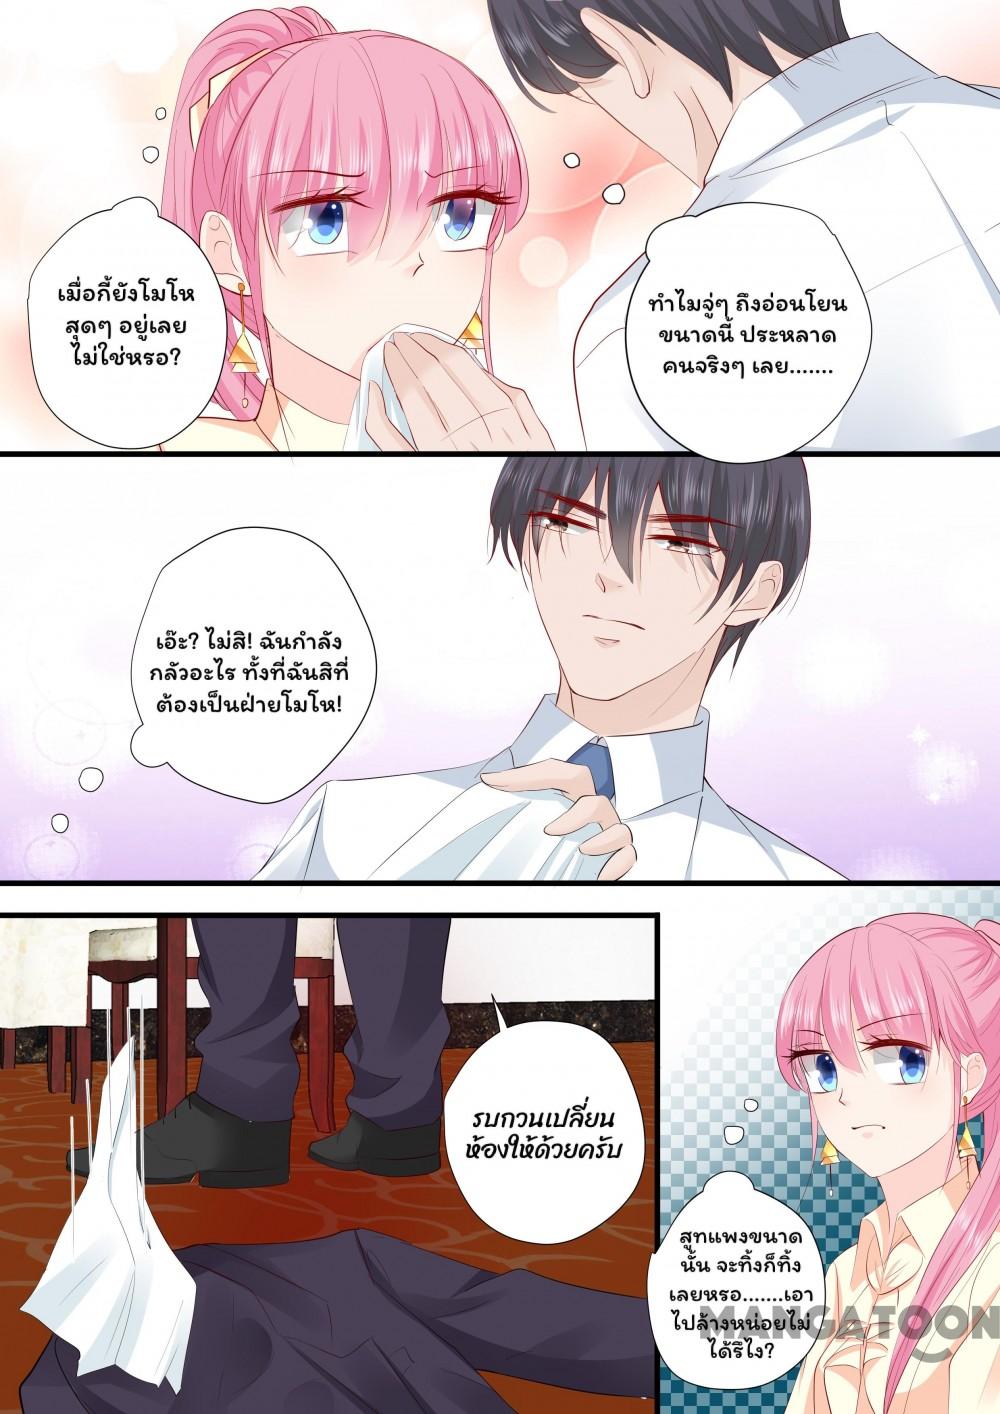 เมื่อกี้ยังโมโห
สุดๆ อยู่เลย
ไม่ใช่หรอ?
ทำไมจู่ๆ ถึงอ่อนโยน
ขนาดนี้ ประหลาด
คนจริงๆ เลย.......
เอ๊ะ? ไม่สิ! ฉันกำลัง
กลัวอะไร ทั้งที่ฉันสิที่
ต้องเป็นฝ่ายโมโห!
รบกวนเปลี่ยน
ห้องให้ด้วยครับ
สูทแพงขนาด
นั้น จะทิ้งก็ทิ้ง
เลยหรอ.......เอา
ไปล้างหน่อยไม่
ได้รึไง?
MANGATOON